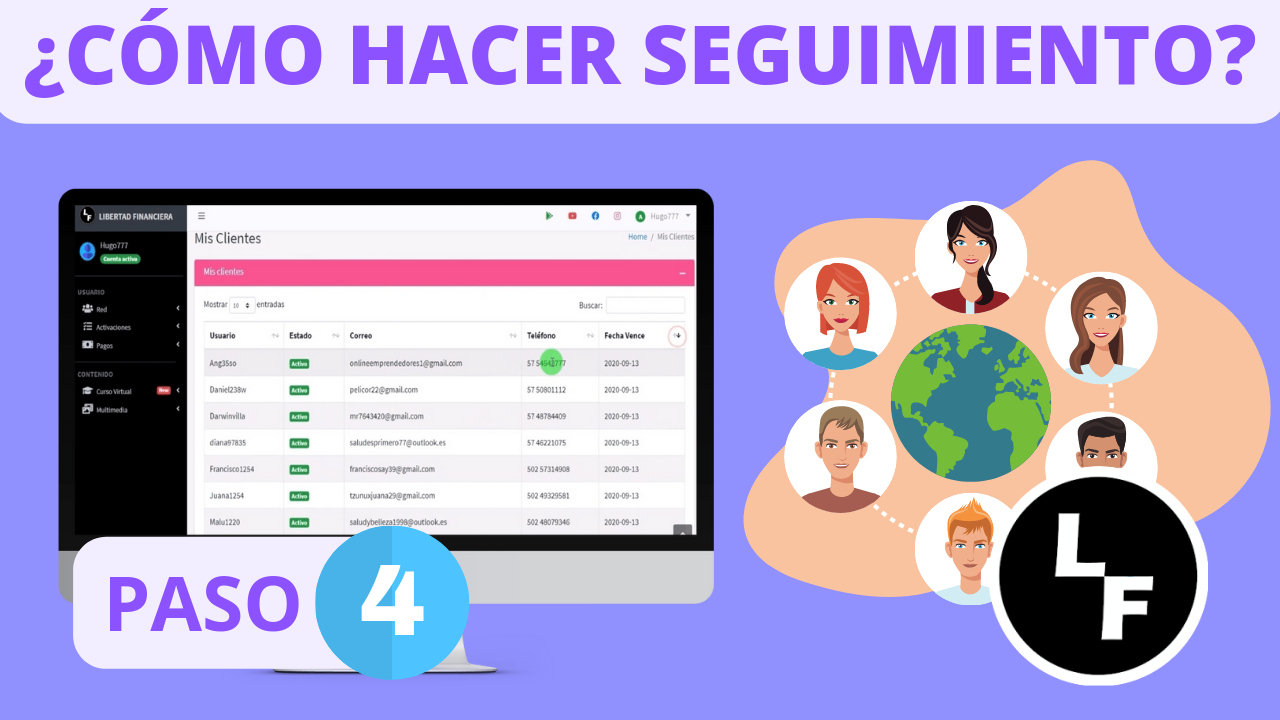 ¿CÓMO HACER SEGUIMIENTO?
LF LIBERTAD FINANCIERA
Hugo777
Hugo777
Cuenta activa
Mis Clientes
Home / Mis Clientes
Mis clientes
USUARIO
Red
Activaciones
Pagos
CONTENIDO
Curso Virtual New
Multimedia
Mostrar 10 entradas Buscar:
Usuario Estado Correo Teléfono Fecha Vence
Ang35so Activo onlineemprendedores1@gmail.com 2020-09-13
Daniel238w Activo pelicor22@gmail.com 57 50801112 2020-09-13
Darwinvilla Activo mr7643420@gmail.com 57 48784409 2020-09-13
diana97835 Activo saludesprimero77@outlook.es 57 46221075 2020-09-13
Francisco1254 Activo franciscosay39@gmail.com 502 57314908 2020-09-13
Juana1254 Activo tzunuxjuana29@gmail.com 502 49329581 2020-09-13
Malu1220 Activo saludybelleza1998@outlook.es 502 48079346 2020-09-13
PASO 4
LF